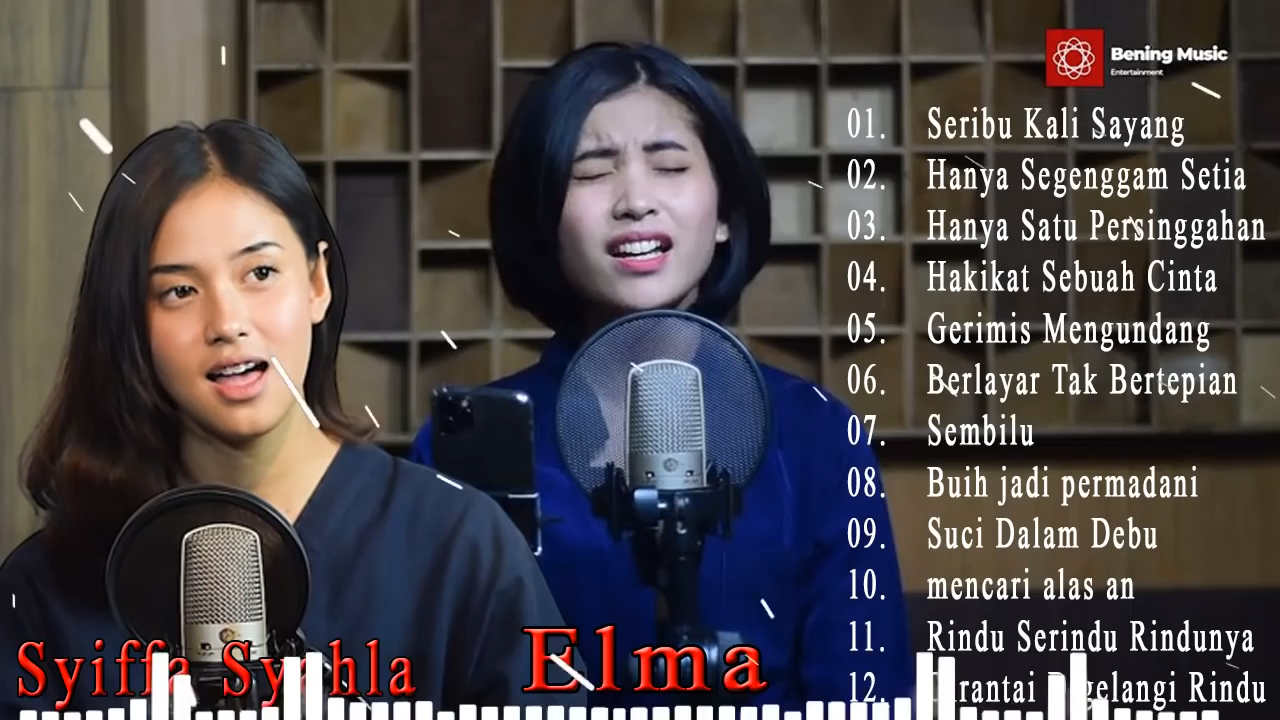 Bening Music
Entertainment
01. Seribu Kali Sayang
02. Hanya Segenggam Setia
03. Hanya Satu Persinggahan
04. Hakikat Sebuah Cinta
05. Gerimis Mengundang
06. Berlayar Tak Bertepian
07. Sembilu
08. Buih jadi permadani
09. Suci Dalam Debu
10. mencari alas an
11. Rindu Serindu Rindunya
12. Rindu
Syiffa Syahla
Elma